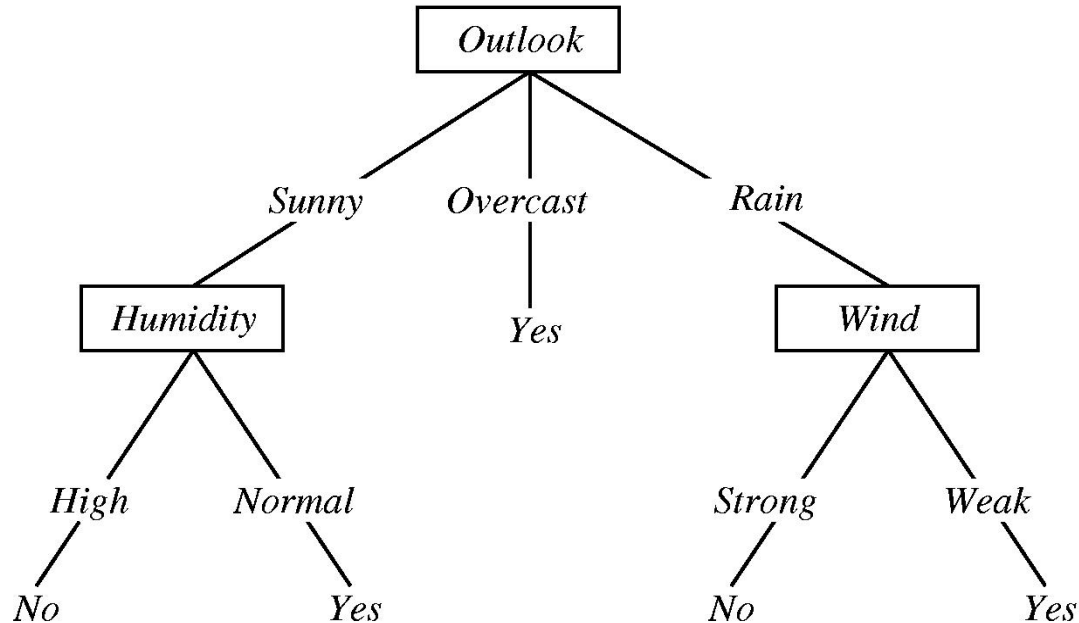 Outlook
Sunny Overcast Rain
Humidity Yes Wind
High Normal Strong Weak
No Yes No Yes